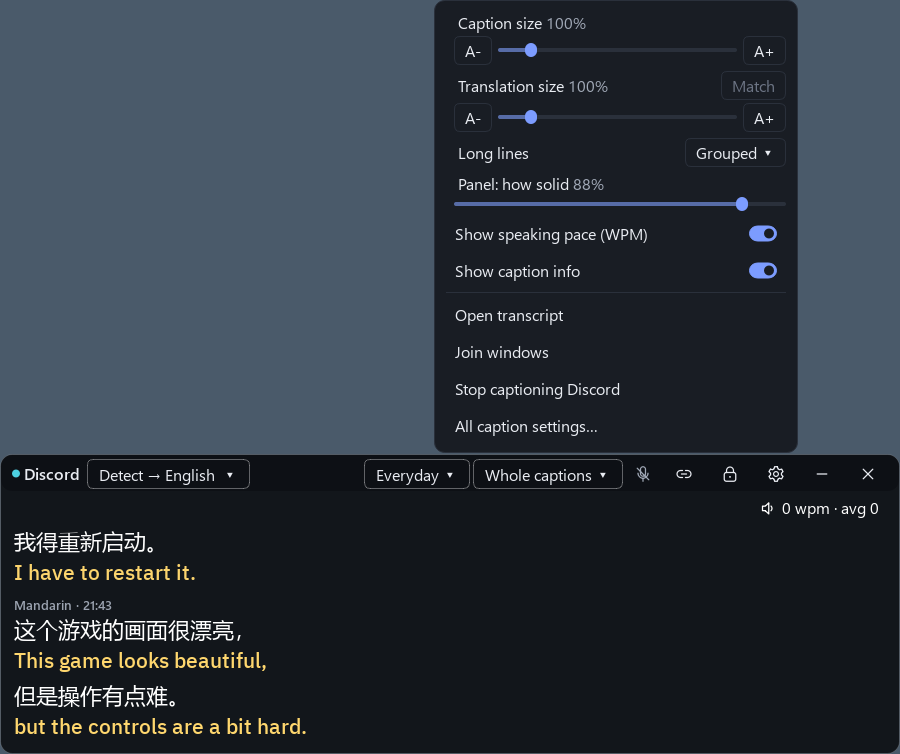 Caption size 100%
A- A+
Translation size 100% Match
A- A+
Long lines Grouped
Panel: how solid 88%
Show speaking pace (WPM)
Show caption info
Open transcript
Join windows
Stop captioning Discord
All caption settings...
Discord Detect → English Everyday Whole captions
0 wpm · avg 0
我得重新启动。
I have to restart it.
Mandarin · 21:43
这个游戏的画面很漂亮，
This game looks beautiful,
但是操作有点难。
but the controls are a bit hard.